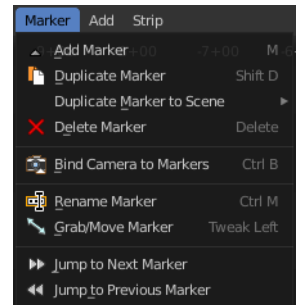 Marker Add Strip
Add Marker M
Duplicate Marker Shift D
Duplicate Marker to Scene
Delete Marker Delete
Bind Camera to Markers Ctrl B
Rename Marker Ctrl M
Grab/Move Marker Tweak Left
Jump to Next Marker
Jump to Previous Marker